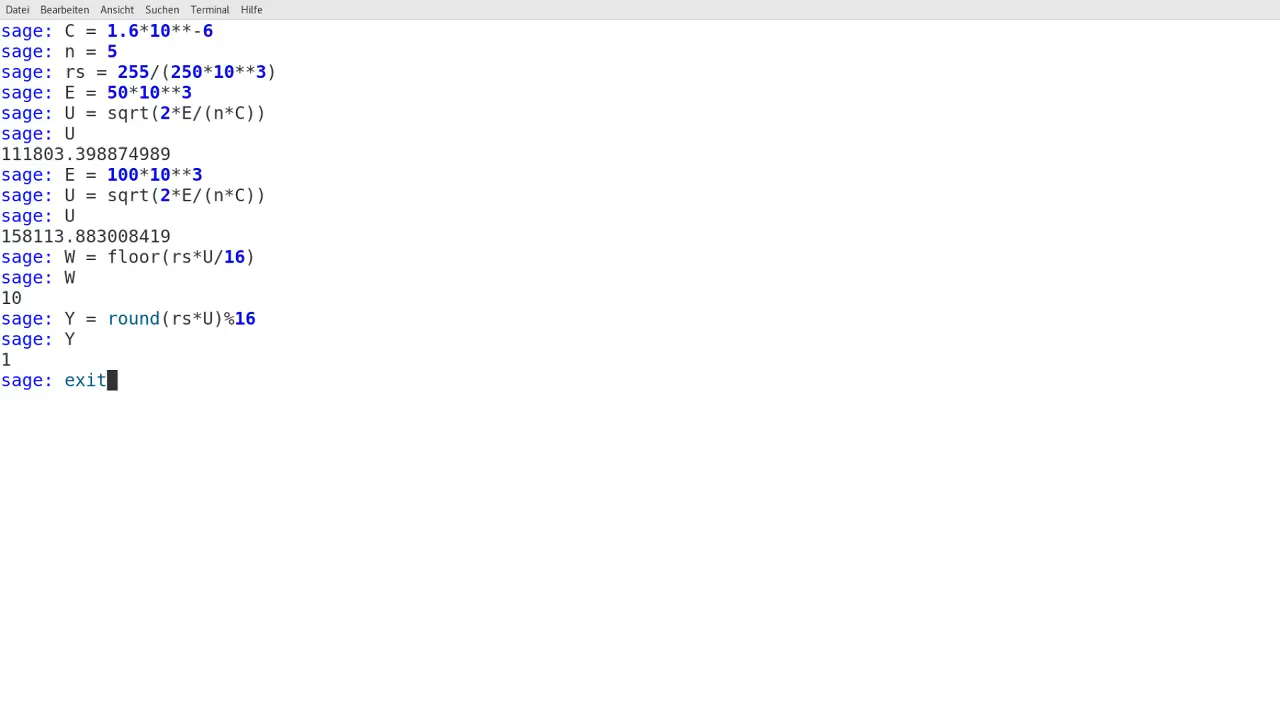 Datei Bearbeiten Ansicht Suchen Terminal Hilfe
sage: C = 1.6*10**-6
sage: n = 5
sage: rs = 255/(250*10**3)
sage: E = 50*10**3
sage: U = sqrt(2*E/(n*C))
sage: U
111803.398874989
sage: E = 100*10**3
sage: U = sqrt(2*E/(n*C))
sage: U
158113.883008419
sage: W = floor(rs*U/16)
sage: W
10
sage: Y = round(rs*U)%16
sage: Y
1
sage: exit